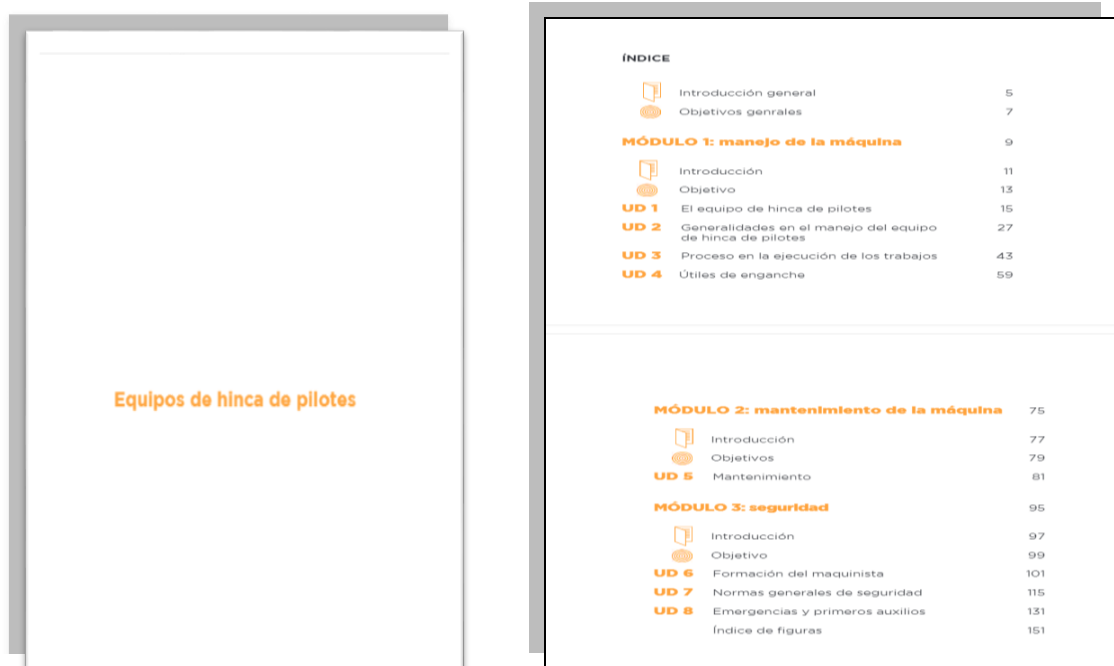 Equipos de hinca de pilotes
ÍNDICE
Introducción general 5
Objetivos genrales 7
MÓDULO 1: manejo de la máquina 9
Introducción 11
Objetivo 13
UD 1 El equipo de hinca de pilotes 15
UD 2 Generalidades en el manejo del equipo 27
de hinca de pilotes
UD 3 Proceso en la ejecución de los trabajos 43
UD 4 Útiles de enganche 59
MÓDULO 2: mantenimiento de la máquina 75
Introducción 77
Objetivos 79
UD 5 Mantenimiento 81
MÓDULO 3: seguridad 95
Introducción 97
Objetivo 99
UD 6 Formación del maquinista 101
UD 7 Normas generales de seguridad 115
UD 8 Emergencias y primeros auxilios 131
Índice de figuras 151